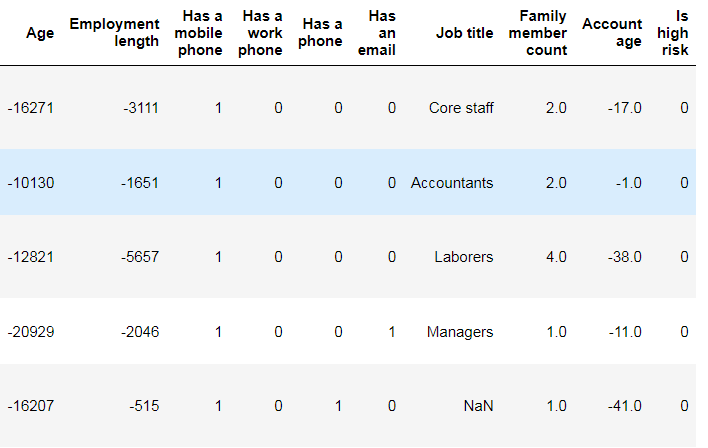 Age Employment length Has a mobile phone Has a work phone Has a phone Has an email Job title Family member count Account age Is high risk
-16271 -3111 1 0 0 0 Core staff 2.0 -17.0 0
-10130 -1651 1 0 0 0 Accountants 2.0 -1.0 0
-12821 -5657 1 0 0 0 Laborers 4.0 -38.0 0
-20929 -2046 1 0 0 1 Managers 1.0 -11.0 0
-16207 -515 1 0 1 0 NaN 1.0 -41.0 0